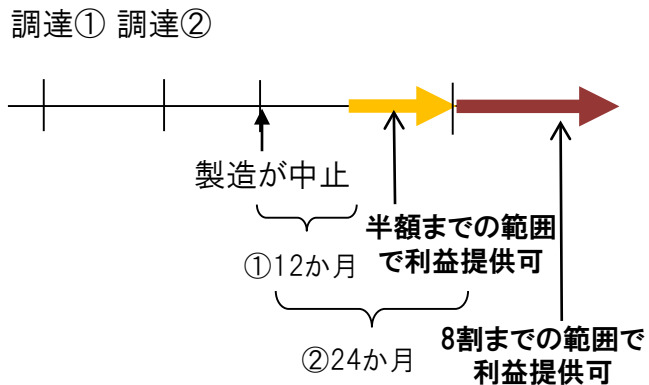 調達① 調達②
製造が中止
半額までの範囲
で利益提供可
①12か月
②24か月
8割までの範囲で
利益提供可